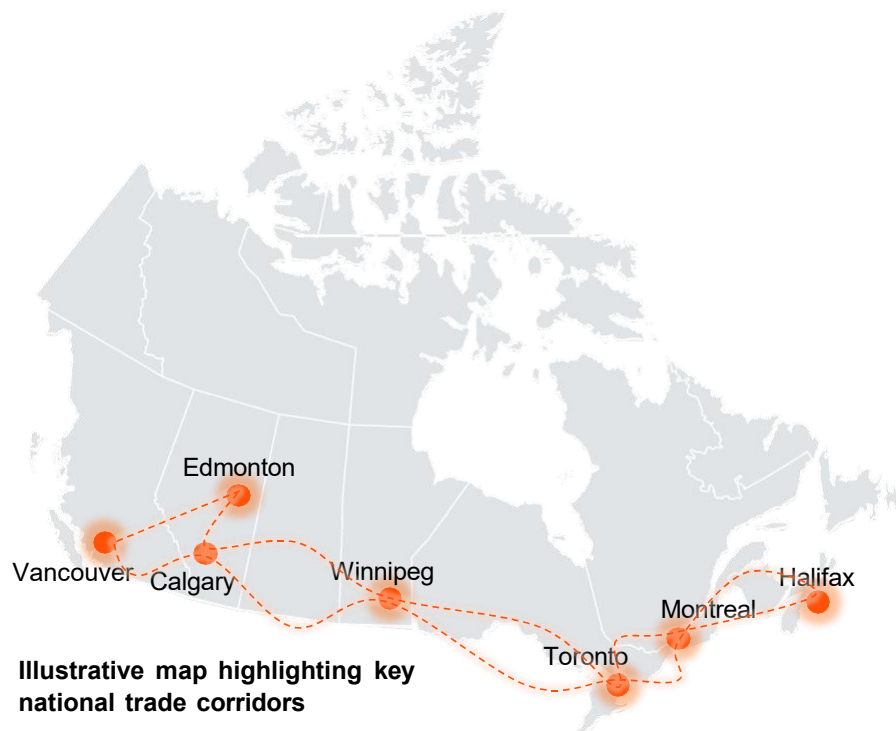 Edmonton
Vancouver
Calgary
Winnipeg
Halifax
Montreal
Toronto
Illustrative map highlighting key
national trade corridors